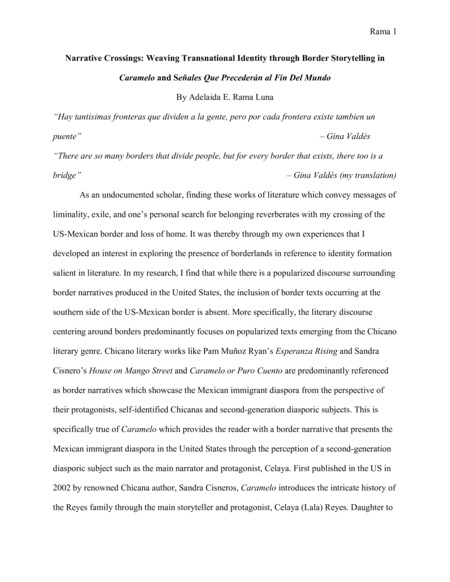 Rama 1
Narrative Crossings: Weaving Transnational Identity through Border Storytelling in
Caramelo and Señales Que Precederán al Fin Del Mundo
By Adelaida E. Rama Luna
“Hay tantisimas fronteras que dividen a la gente, pero por cada frontera existe tambien un
puente” – Gina Valdés
“There are so many borders that divide people, but for every border that exists, there too is a
bridge” – Gina Valdés (my translation)
As an undocumented scholar, finding these works of literature which convey messages of
liminality, exile, and one’s personal search for belonging reverberates with my crossing of the
US-Mexican border and loss of home. It was thereby through my own experiences that I
developed an interest in exploring the presence of borderlands in reference to identity formation
salient in literature. In my research, I find that while there is a popularized discourse surrounding
border narratives produced in the United States, the inclusion of border texts occurring at the
southern side of the US-Mexican border is absent. More specifically, the literary discourse
centering around borders predominantly focuses on popularized texts emerging from the Chicano
literary genre. Chicano literary works like Pam Muñoz Ryan’s Esperanza Rising and Sandra
Cisnero’s House on Mango Street and Caramelo or Puro Cuento are predominantly referenced
as border narratives which showcase the Mexican immigrant diaspora from the perspective of
their protagonists, self-identified Chicanas and second-generation diasporic subjects. This is
specifically true of Caramelo which provides the reader with a border narrative that presents the
Mexican immigrant diaspora in the United States through the perception of a second-generation
diasporic subject such as the main narrator and protagonist, Celaya. First published in the US in
2002 by renowned Chicana author, Sandra Cisneros, Caramelo introduces the intricate history of
the Reyes family through the main storyteller and protagonist, Celaya (Lala) Reyes. Daughter to